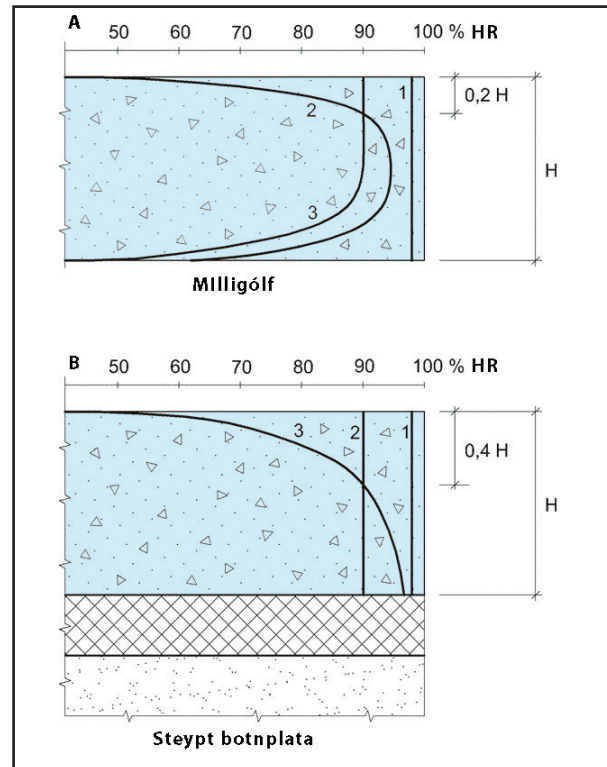 A
50 60 70 80 90 100 % HR
1
2
0,2 H
H
3
MIlligólf
B
50 60 70 80 90 100 % HR
3 2 1
0,4 H
H
Steypt botnplata